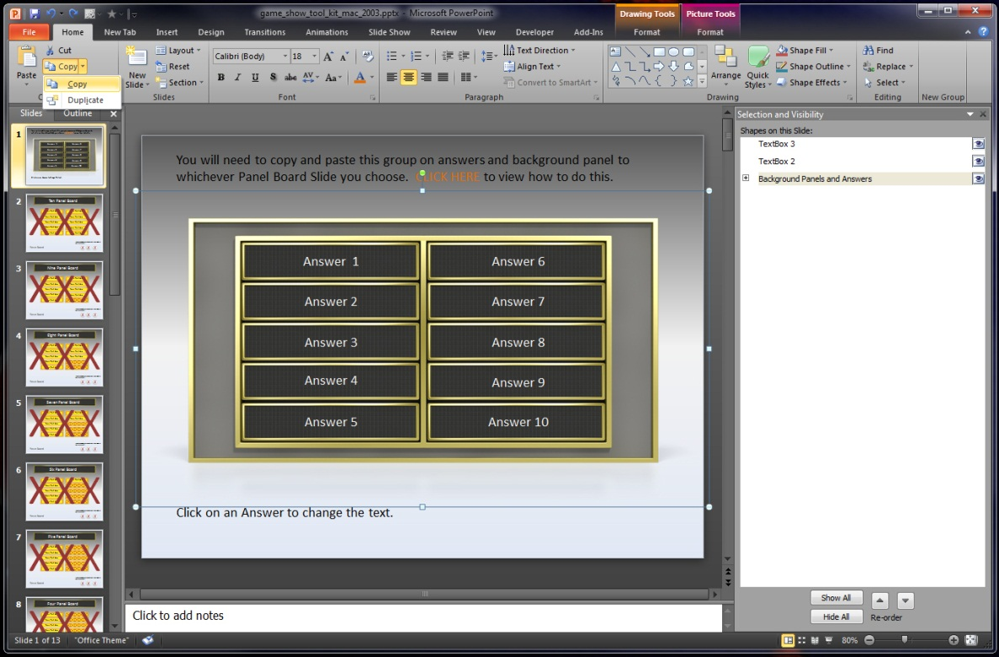 game_show_tool_kit_mac_2003.pptx - Microsoft PowerPoint
Drawing Tools
Picture Tools
File
Home
New Tab
Insert
Design
Transitions
Animations
Slide Show
Review
View
Developer
Add-Ins
Format
Format
Paste
Cut
Copy
Copy
Duplicate
New
Slide
Layout
Reset
Section
Slides
Calibri (Body)
18
Font
Text Direction
Align Text
Convert to SmartArt
Paragraph
Arrange
Quick
Styles
Shape Fill
Shape Outline
Shape Effects
Drawing
Find
Replace
Select
Editing
New Group
Slides
Outline
1
2
Ten Panel Board
3
Nine Panel Board
4
Eight Panel Board
5
Seven Panel Board
6
Six Panel Board
7
Five Panel Board
8
Four Panel Board
You will need to copy and paste this group on answers and background panel to
whichever Panel Board Slide you choose. CLICK HERE to view how to do this.
Answer 1
Answer 6
Answer 2
Answer 7
Answer 3
Answer 8
Answer 4
Answer 9
Answer 5
Answer 10
Click on an Answer to change the text.
Click to add notes
Selection and Visibility
Shapes on this Slide:
TextBox 3
TextBox 2
Background Panels and Answers
Show All
Hide All
Re-order
Slide 1 of 13
"Office Theme"
80%